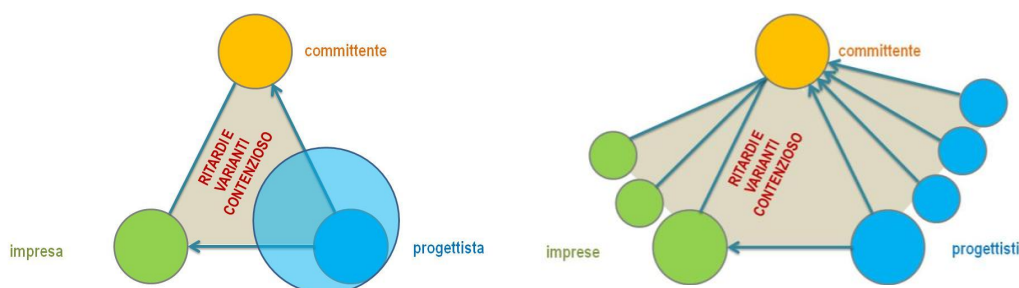 committente
RITARDI E
VARIANTI
CONTENZIOSO
impresa
progettista
committente
RITARDI E
VARIANTI
CONTENZIOSO
imprese
progettisti